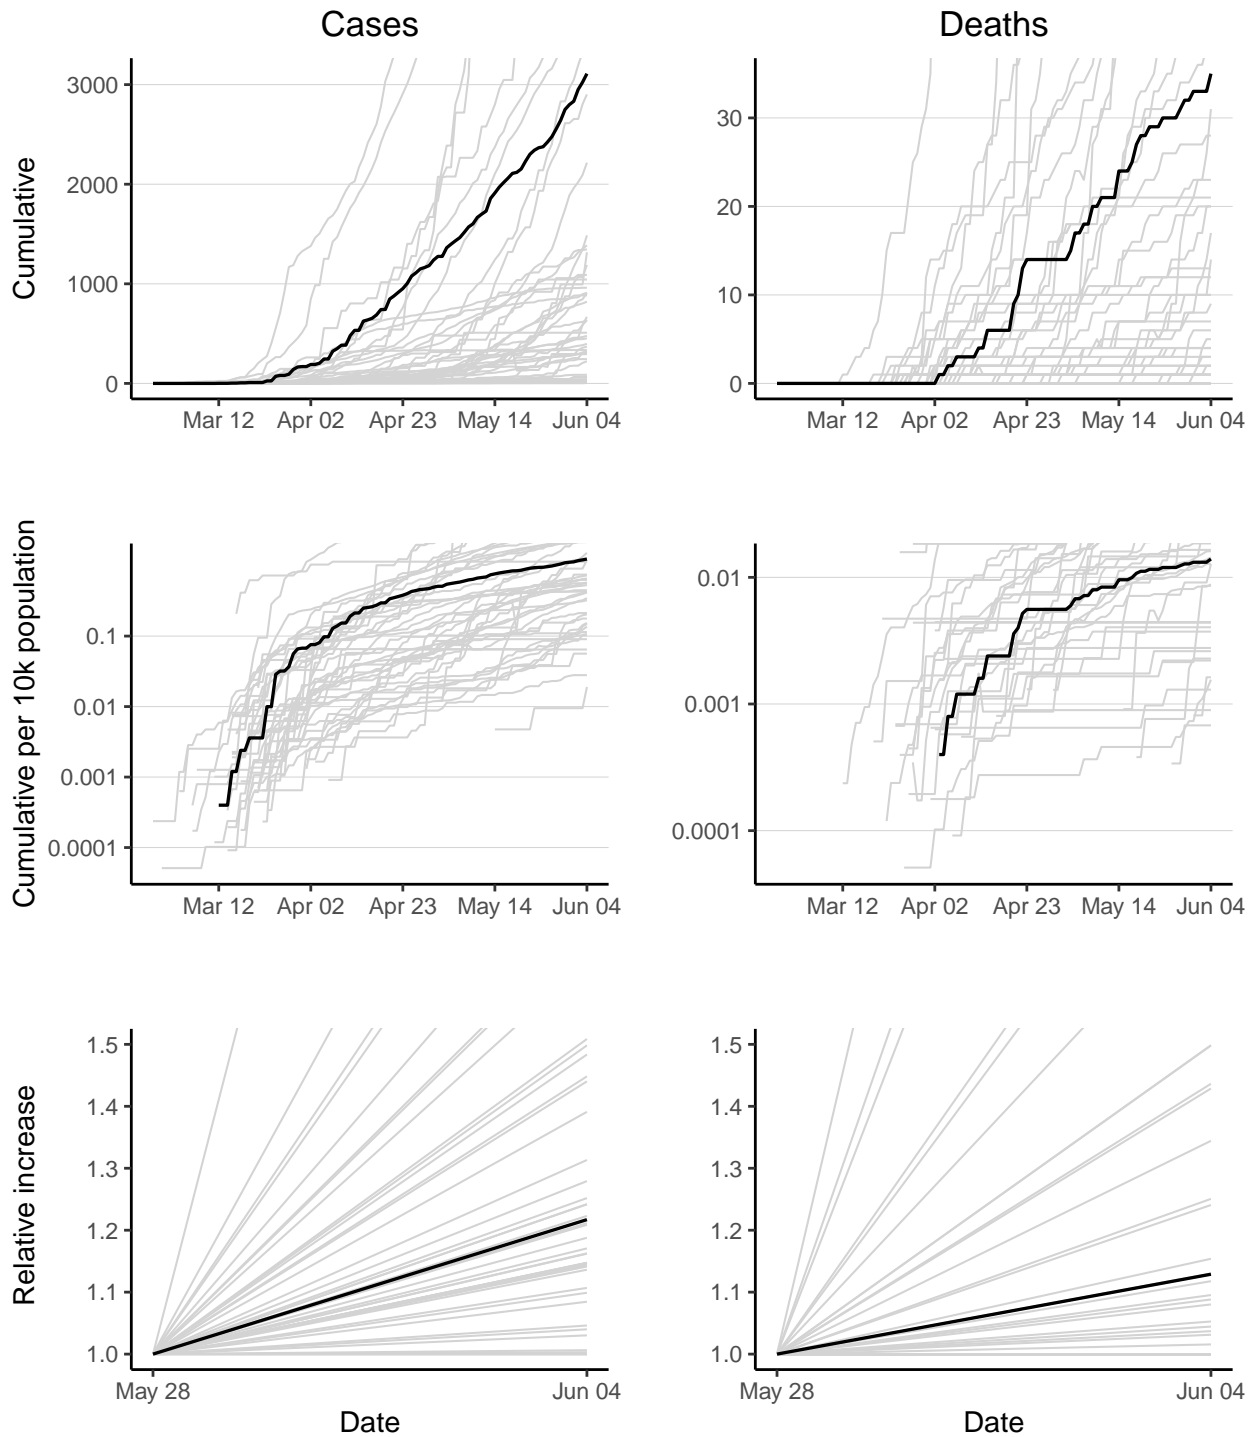 Cases
Deaths
Cumulative
3000
2000
1000
0
Mar 12 Apr 02 Apr 23 May 14 Jun 04
30
20
10
0
Mar 12 Apr 02 Apr 23 May 14 Jun 04
Cumulative per 10k population
0.1
0.01
0.001
0.0001
Mar 12 Apr 02 Apr 23 May 14 Jun 04
0.01
0.001
0.0001
Mar 12 Apr 02 Apr 23 May 14 Jun 04
Relative increase
1.5
1.4
1.3
1.2
1.1
1.0
May 28 Jun 04
Date
1.5
1.4
1.3
1.2
1.1
1.0
May 28 Jun 04
Date